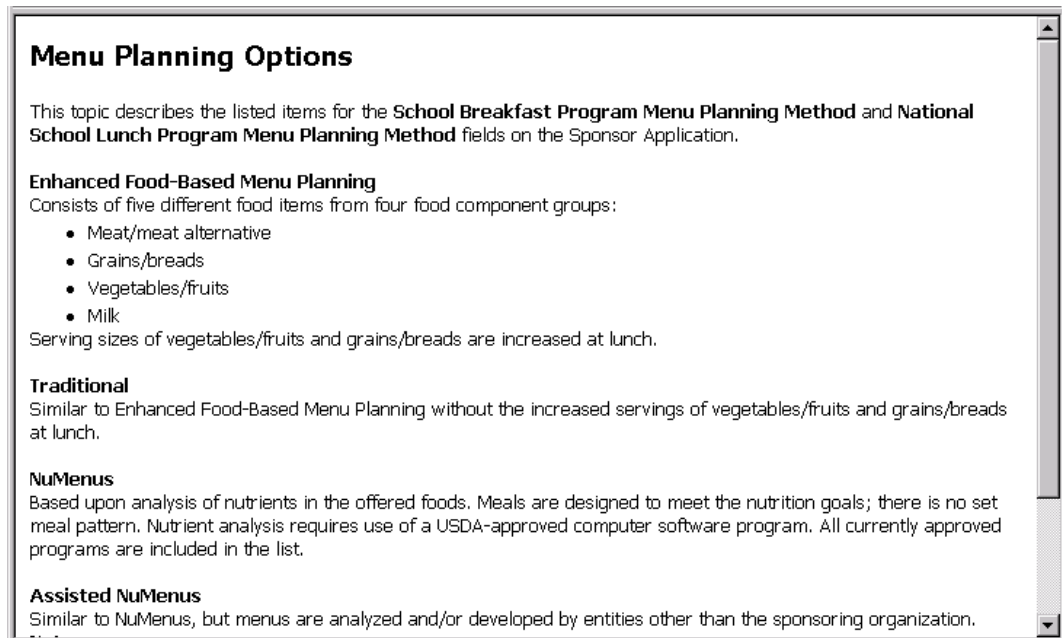 Menu Planning Options
This topic describes the listed items for the School Breakfast Program Menu Planning Method and National
School Lunch Program Menu Planning Method fields on the Sponsor Application.
Enhanced Food-Based Menu Planning
Consists of five different food items from four food component groups:
• Meat/meat alternative
• Grains/breads
• Vegetables/fruits
• Milk
Serving sizes of vegetables/fruits and grains/breads are increased at lunch.
Traditional
Similar to Enhanced Food-Based Menu Planning without the increased servings of vegetables/fruits and grains/breads
at lunch.
NuMenus
Based upon analysis of nutrients in the offered foods. Meals are designed to meet the nutrition goals; there is no set
meal pattern. Nutrient analysis requires use of a USDA-approved computer software program. All currently approved
programs are included in the list.
Assisted NuMenus
Similar to NuMenus, but menus are analyzed and/or developed by entities other than the sponsoring organization.